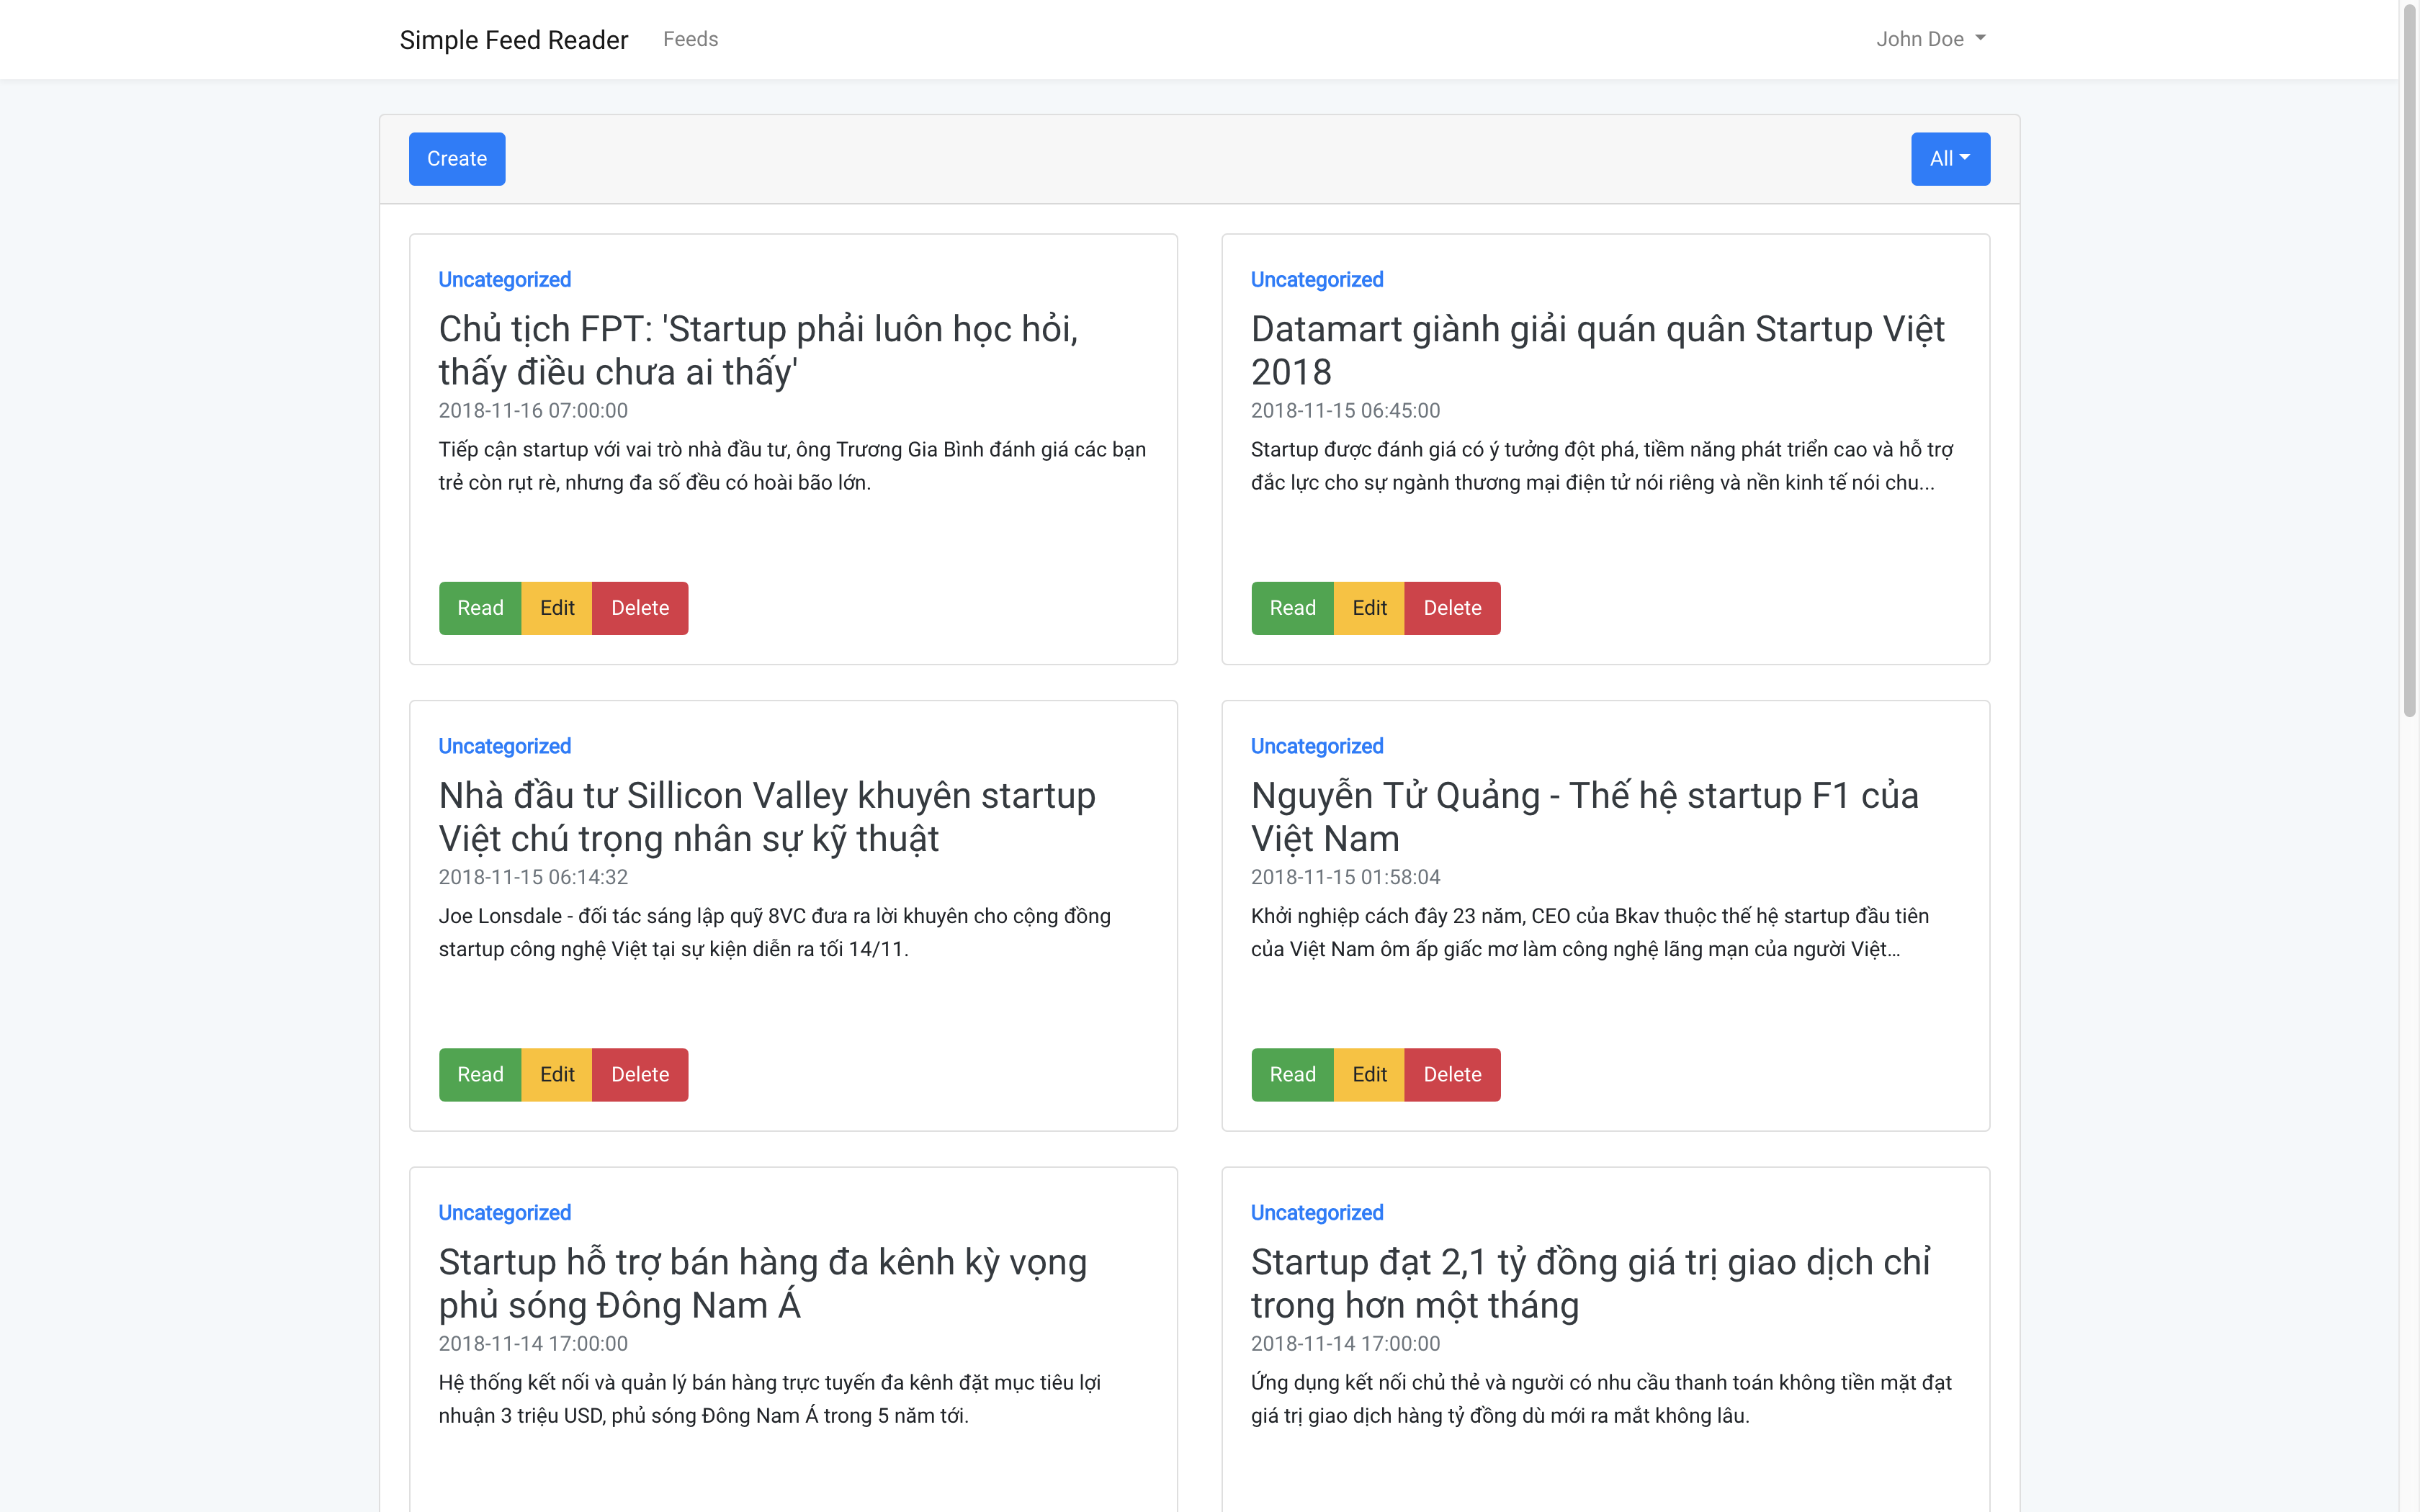 Simple Feed Reader
Feeds
John Doe
Create
All
Uncategorized
Chủ tịch FPT: 'Startup phải luôn học hỏi,
thấy điều chưa ai thấy'
2018-11-16 07:00:00
Tiếp cận startup với vai trò nhà đầu tư, ông Trương Gia Bình đánh giá các bạn
trẻ còn rụt rè, nhưng đa số đều có hoài bão lớn.
Read
Edit
Delete
Uncategorized
Datamart giành giải quán quân Startup Việt
2018
2018-11-15 06:45:00
Startup được đánh giá có ý tưởng đột phá, tiềm năng phát triển cao và hỗ trợ
đắc lực cho sự ngành thương mại điện tử nói riêng và nền kinh tế nói chu...
Read
Edit
Delete
Uncategorized
Nhà đầu tư Sillicon Valley khuyên startup
Việt chú trọng nhân sự kỹ thuật
2018-11-15 06:14:32
Joe Lonsdale - đối tác sáng lập quỹ 8VC đưa ra lời khuyên cho cộng đồng
startup công nghệ Việt tại sự kiện diễn ra tối 14/11.
Read
Edit
Delete
Uncategorized
Nguyễn Tử Quảng - Thế hệ startup F1 của
Việt Nam
2018-11-15 01:58:04
Khởi nghiệp cách đây 23 năm, CEO của Bkav thuộc thế hệ startup đầu tiên
của Việt Nam ôm ấp giấc mơ làm công nghệ lãng mạn của người Việt...
Read
Edit
Delete
Uncategorized
Startup hỗ trợ bán hàng đa kênh kỳ vọng
phủ sóng Đông Nam Á
2018-11-14 17:00:00
Hệ thống kết nối và quản lý bán hàng trực tuyến đa kênh đặt mục tiêu lợi
nhuận 3 triệu USD, phủ sóng Đông Nam Á trong 5 năm tới.
Uncategorized
Startup đạt 2,1 tỷ đồng giá trị giao dịch chỉ
trong hơn một tháng
2018-11-14 17:00:00
Ứng dụng kết nối chủ thẻ và người có nhu cầu thanh toán không tiền mặt đạt
giá trị giao dịch hàng tỷ đồng dù mới ra mắt không lâu.